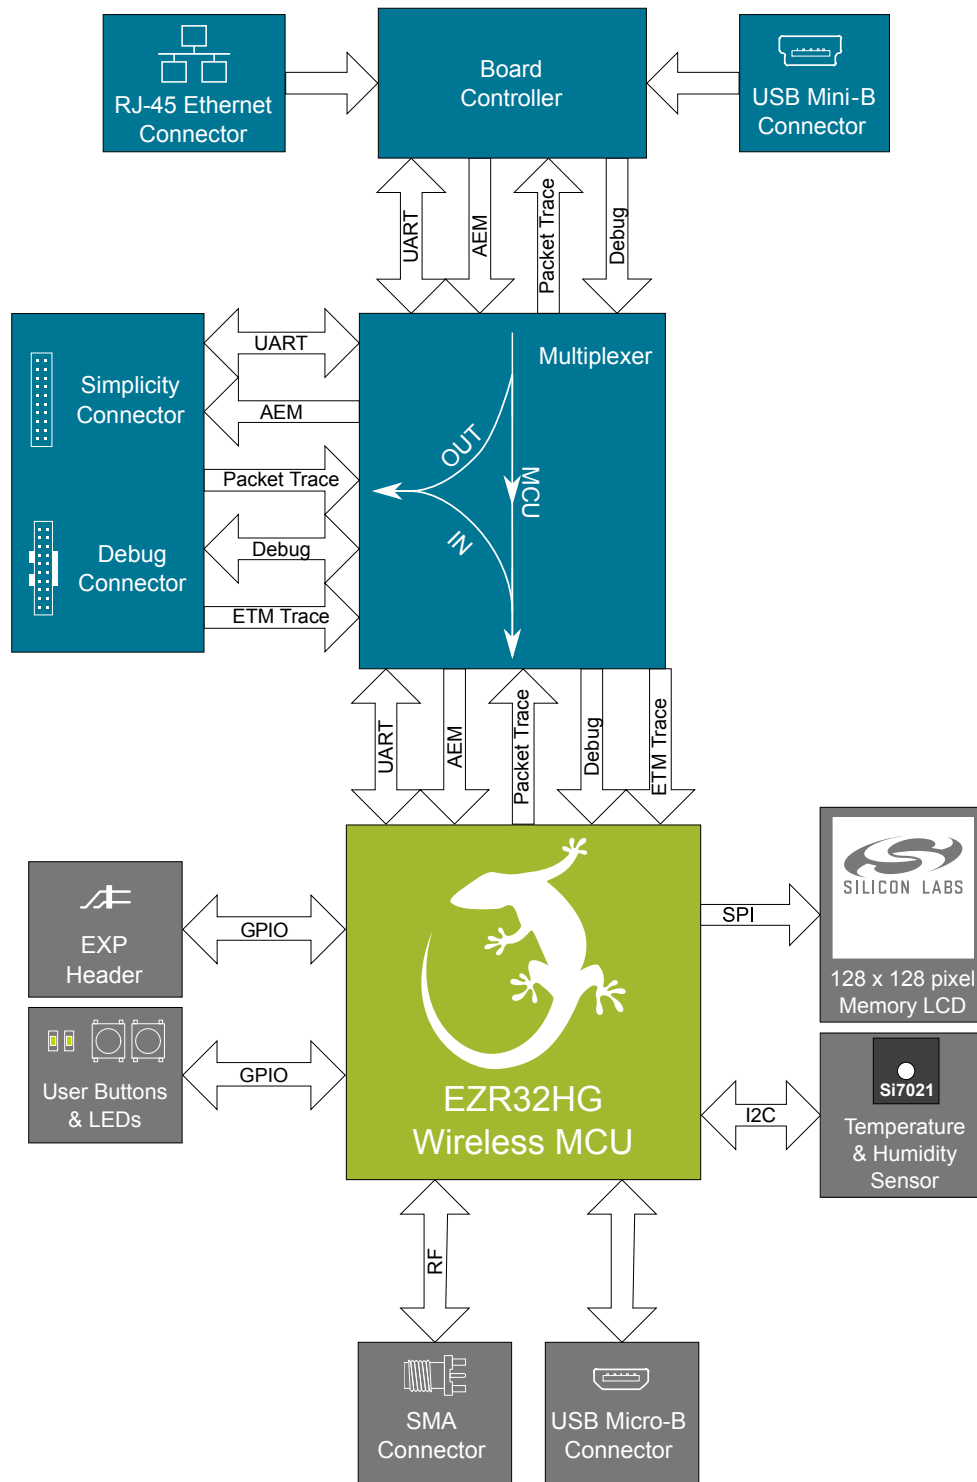 RJ-45 Ethernet
Connector
Board
Controller
USB Mini-B
Connector
UART
AEM
Packet Trace
Debug
Simplicity
Connector
Debug
Connector
UART
AEM
Packet Trace
Debug
ETM Trace
Multiplexer
OUT
MCU
IN
UART
AEM
Packet Trace
Debug
ETM Trace
EXP
Header
GPIO
User Buttons
& LEDs
GPIO
EZR32HG
Wireless MCU
SPI
SILICON LABS
128 x 128 pixel
Memory LCD
I2C
Si7021
Temperature
& Humidity
Sensor
RF
SMA
Connector
USB Micro-B
Connector